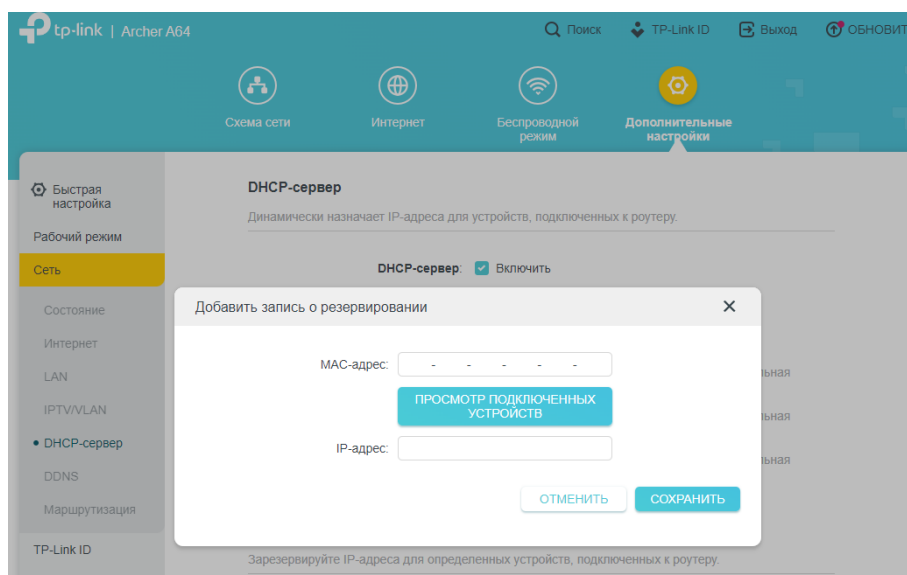 tp-link | Archer A64
Поиск
TP-Link ID
Выход
ОБНОВИТ
Схема сети
Интернет
Беспроводной
режим
Дополнительные
настройки
Быстрая
настройка
Рабочий режим
Сеть
Состояние
Интернет
LAN
IPTV/VLAN
DHCP-сервер
DDNS
Маршрутизация
TP-Link ID
DHCP-сервер
Динамически назначает IP-адреса для устройств, подключенных к роутеру.
DHCP-сервер: Включить
Добавить запись о резервировании
MAC-адрес: - - - - -
ПРОСМОТР ПОДКЛЮЧЕННЫХ
УСТРОЙСТВ
IP-адрес:
ОТМЕНИТЬ
СОХРАНИТЬ
льная
льная
льная
Зарезервируйте IP-адреса для определенных устройств, подключенных к роутеру.